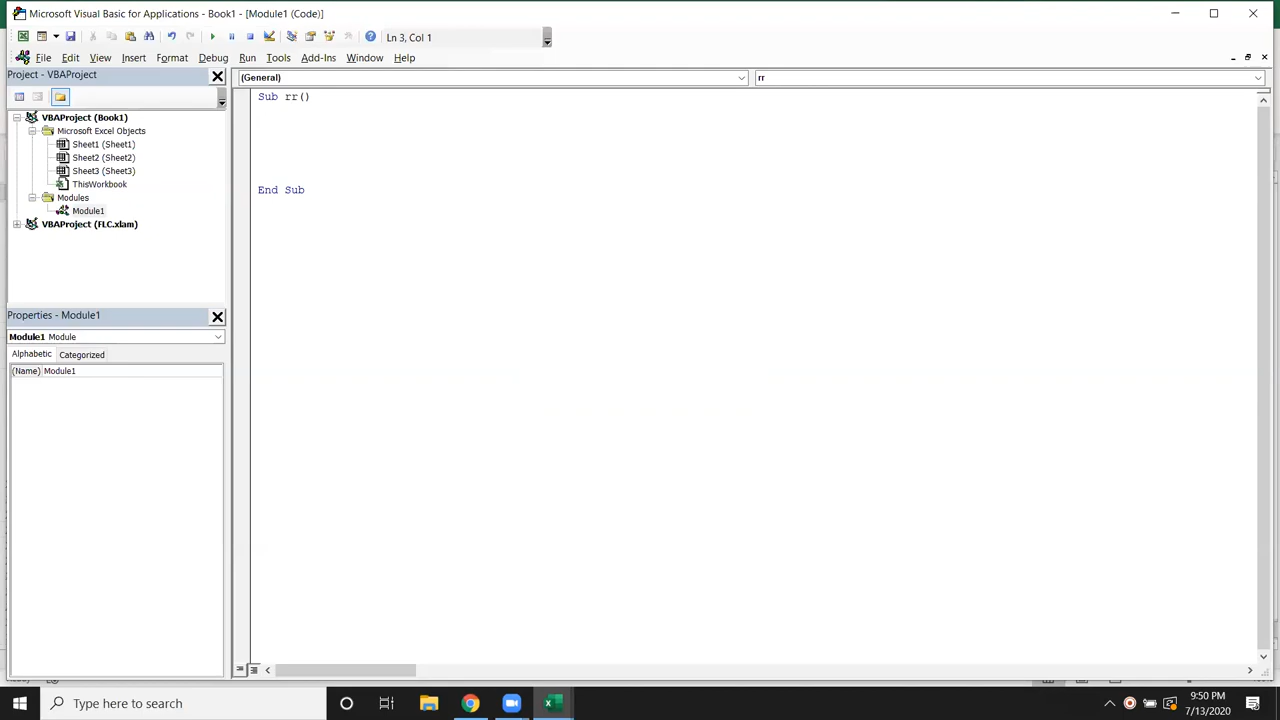 Microsoft Visual Basic for Applications - Book1 - [Module1 (Code)]
Ln 3, Col 1
File Edit View Insert Format Debug Run Tools Add-Ins Window Help
Project - VBAProject
(General)
rr
VBAProject (Book1)
Microsoft Excel Objects
Sheet1 (Sheet1)
Sheet2 (Sheet2)
Sheet3 (Sheet3)
ThisWorkbook
Modules
Module1
VBAProject (FLC.xlam)
Sub rr()
End Sub
Properties - Module1
Module1 Module
Alphabetic Categorized
(Name) Module1
Type here to search
9:50 PM
7/13/2020